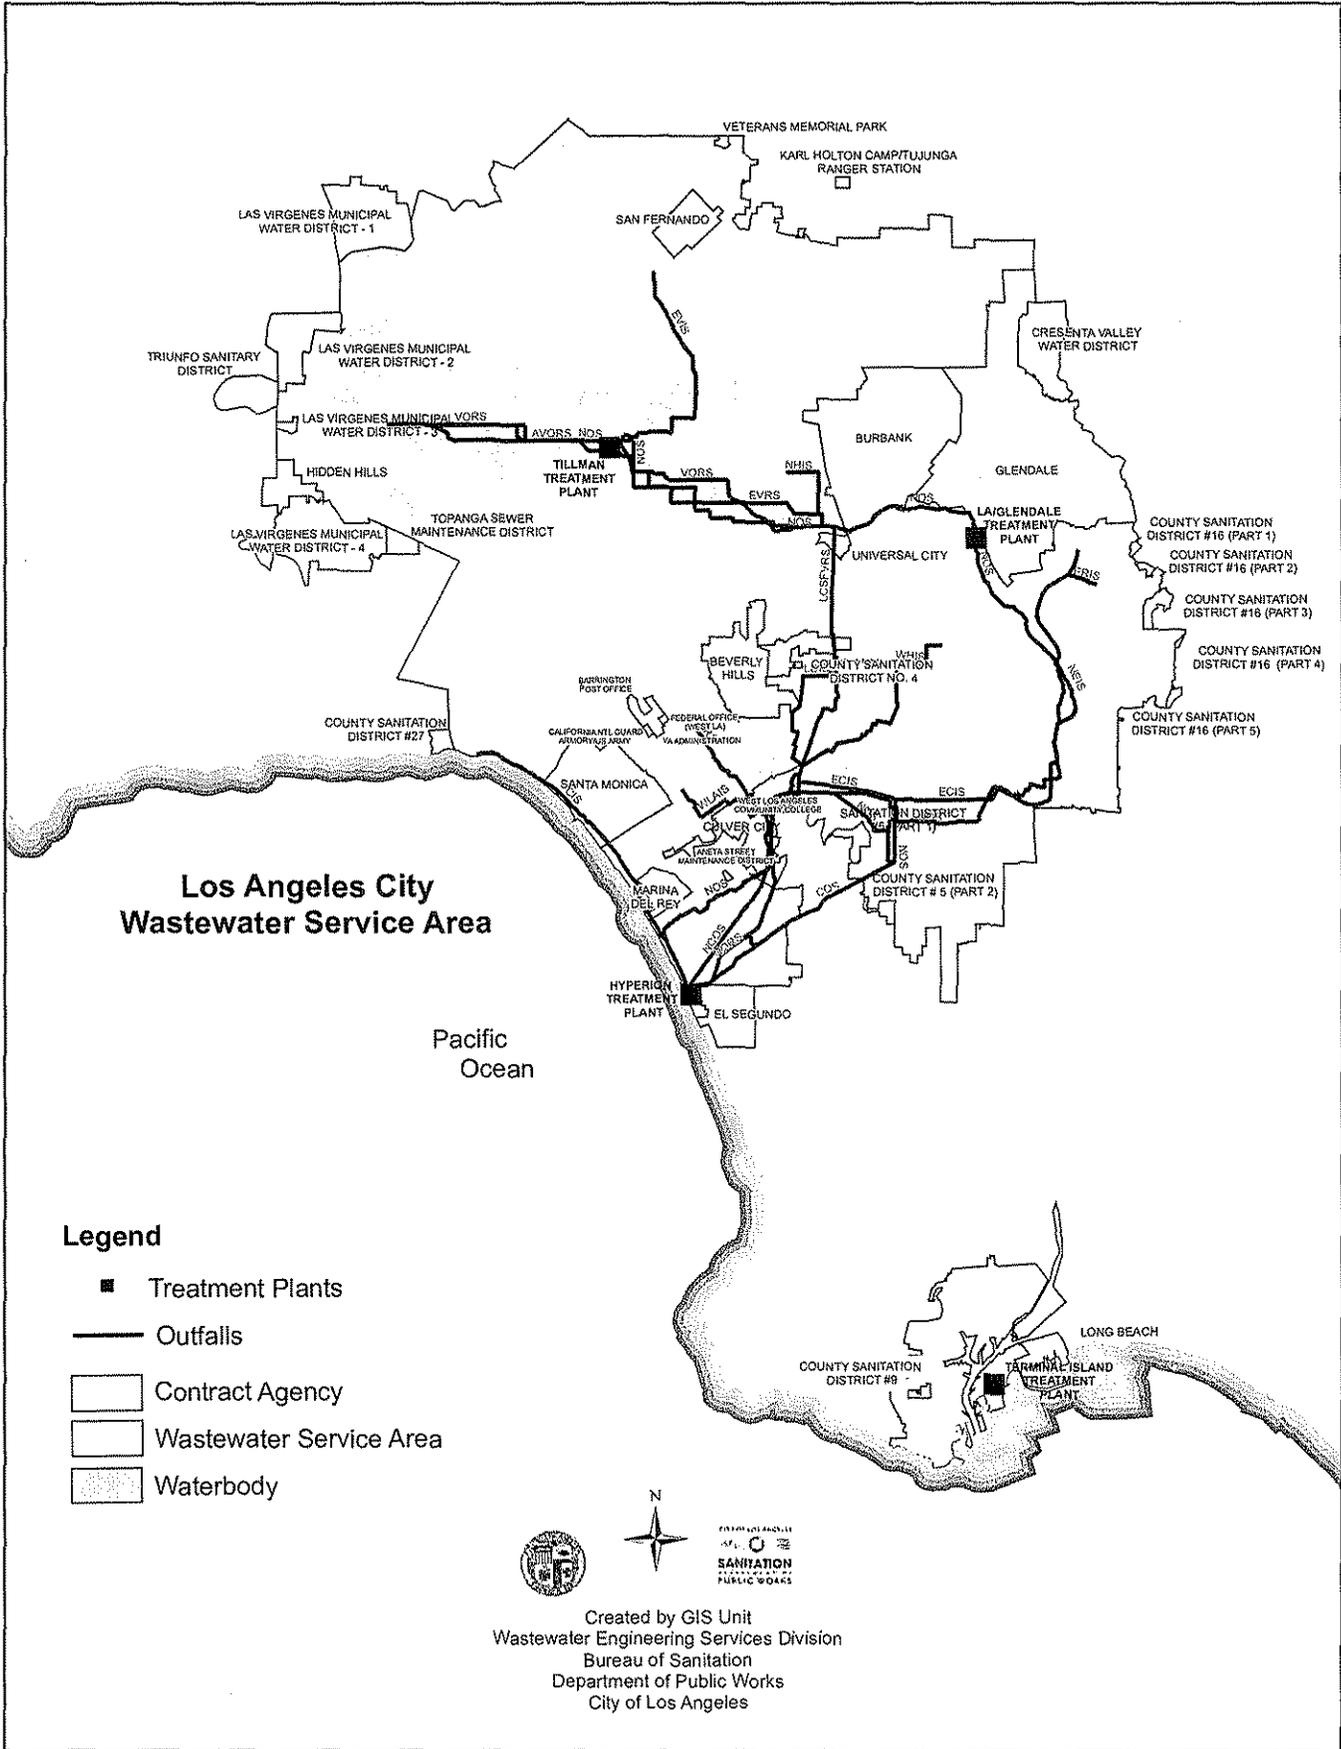 VETERANS MEMORIAL PARK
KARL HOLTON CAMP/TUJUNGA
RANGER STATION
LAS VIRGENES MUNICIPAL
WATER DISTRICT - 1
SAN FERNANDO
EVIS
CRESENTA VALLEY
WATER DISTRICT
TRIUNFO SANITARY
DISTRICT
LAS VIRGENES MUNICIPAL
WATER DISTRICT - 2
LAS VIRGENES MUNICIPAL
WATER DISTRICT - 3
VORS
AVORS
NOS
NOS
BURBANK
GLENDALE
HIDDEN HILLS
TILLMAN
TREATMENT
PLANT
VORS
NHIS
EVRS
NOS
NOS
LA/GLENDALE
TREATMENT
PLANT
TOPANGA SEWER
MAINTENANCE DISTRICT
LAS VIRGENES MUNICIPAL
WATER DISTRICT - 4
UNIVERSAL CITY
NOS
COUNTY SANITATION
DISTRICT #16 (PART 1)
COUNTY SANITATION
DISTRICT #16 (PART 2)
ERIS
COUNTY SANITATION
DISTRICT #16 (PART 3)
LCSFVRS
COUNTY SANITATION
DISTRICT #16 (PART 4)
BEVERLY
HILLS
WHIS
COUNTY SANITATION
DISTRICT NO. 4
NEIS
BARRINGTON
POST OFFICE
FEDERAL OFFICE
(WEST LA)
VA ADMINISTRATION
COUNTY SANITATION
DISTRICT #27
CALIFORNIA NTL GUARD
ARMORY/US ARMY
COUNTY SANITATION
DISTRICT #16 (PART 5)
SANTA MONICA
CIS
WLAIS
ECIS
ECIS
WEST LOS ANGELES
COMMUNITY COLLEGE
SANITATION DISTRICT
CULVER
ANETA STREET
MAINTENANCE DISTRICT
NOS
COUNTY SANITATION
DISTRICT # 5 (PART 2)
MARINA
DEL REY
NOS
COS
NCOS
Los Angeles City
Wastewater Service Area
HYPERION
TREATMENT
PLANT
EL SEGUNDO
Pacific
Ocean
Legend
Treatment Plants
Outfalls
Contract Agency
Wastewater Service Area
Waterbody
LONG BEACH
COUNTY SANITATION
DISTRICT #9
TERMINAL ISLAND
TREATMENT
PLANT
N
CITY OF LOS ANGELES
SANITATION
PUBLIC WORKS
Created by GIS Unit
Wastewater Engineering Services Division
Bureau of Sanitation
Department of Public Works
City of Los Angeles